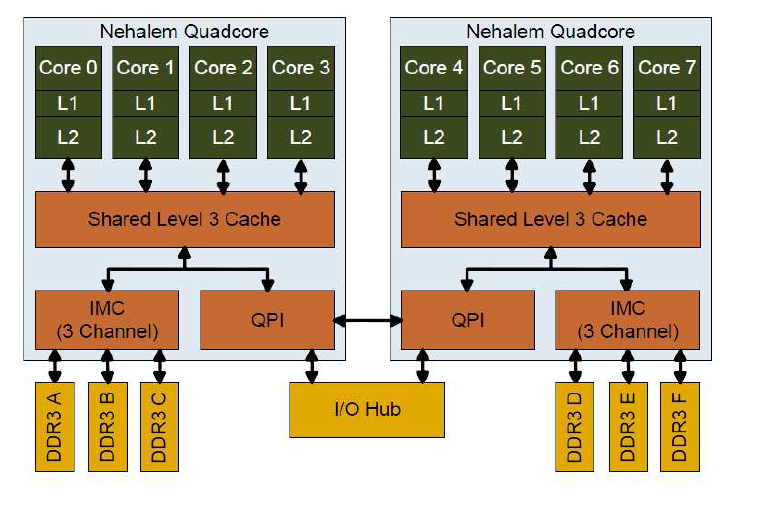 Nehalem Quadcore
Core 0 Core 1 Core 2 Core 3
L1 L1 L1 L1
L2 L2 L2 L2
Shared Level 3 Cache
IMC
(3 Channel)
QPI
DDR3 A
DDR3 B
DDR3 C
Nehalem Quadcore
Core 4 Core 5 Core 6 Core 7
L1 L1 L1 L1
L2 L2 L2 L2
Shared Level 3 Cache
QPI
IMC
(3 Channel)
I/O Hub
DDR3 D
DDR3 E
DDR3 F